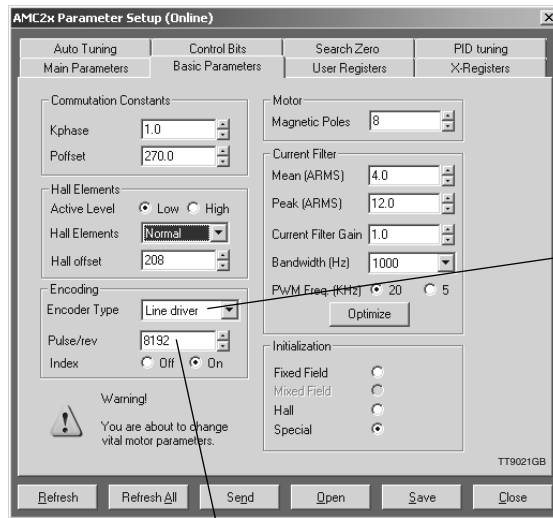 AMC2x Parameter Setup (Online)
Auto Tuning Control Bits Search Zero PID tuning
Main Parameters Basic Parameters User Registers X-Registers
Commutation Constants
Kphase 1.0
Poffset 270.0
Hall Elements
Active Level Low High
Hall Elements Normal
Hall offset 208
Encoding
Encoder Type Line driver
Pulse/rev 8192
Index Off On
Warning!
You are about to change
vital motor parameters.
Motor
Magnetic Poles 8
Current Filter
Mean (ARMS) 4.0
Peak (ARMS) 12.0
Current Filter Gain 1.0
Bandwidth (Hz) 1000
PWM Freq. (KHz) 20 5
Optimize
Initialization
Fixed Field
Mixed Field
Hall
Special
TT9021GB
Refresh Refresh All Send Open Save Close